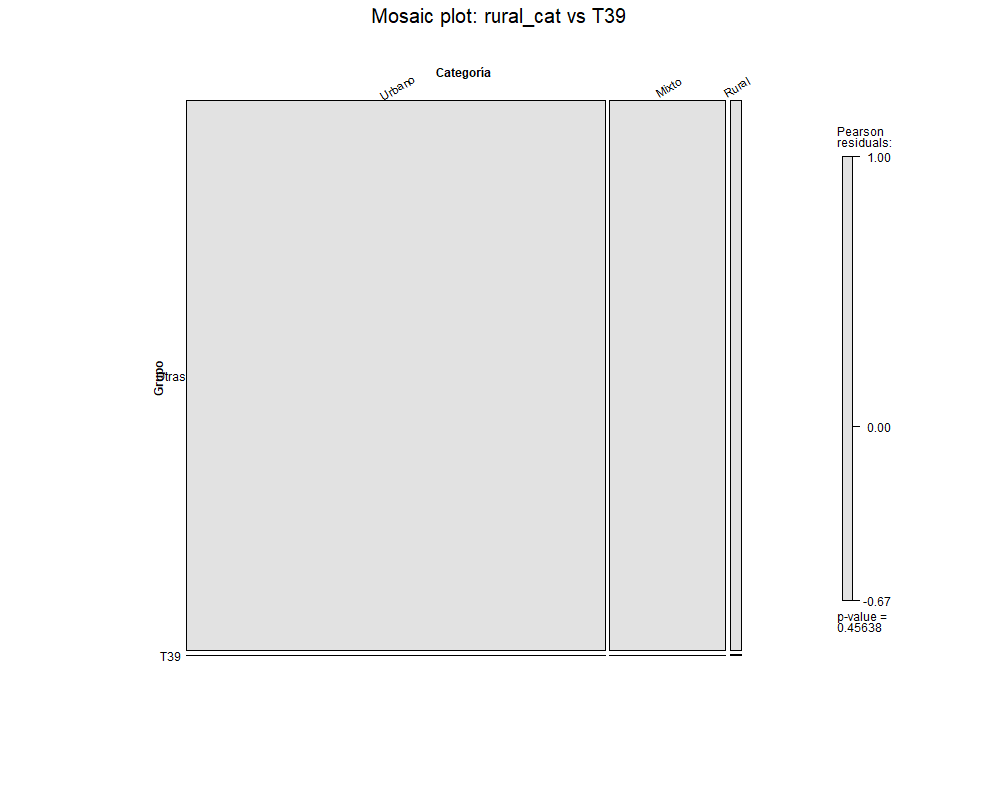 Mosaic plot: rural_cat vs T39
Categoría
Urbano
Mixto
Rural
Pearson
residuals:
1.00
0.00
-0.67
p-value =
0.45638
Grupo
Otras
T39